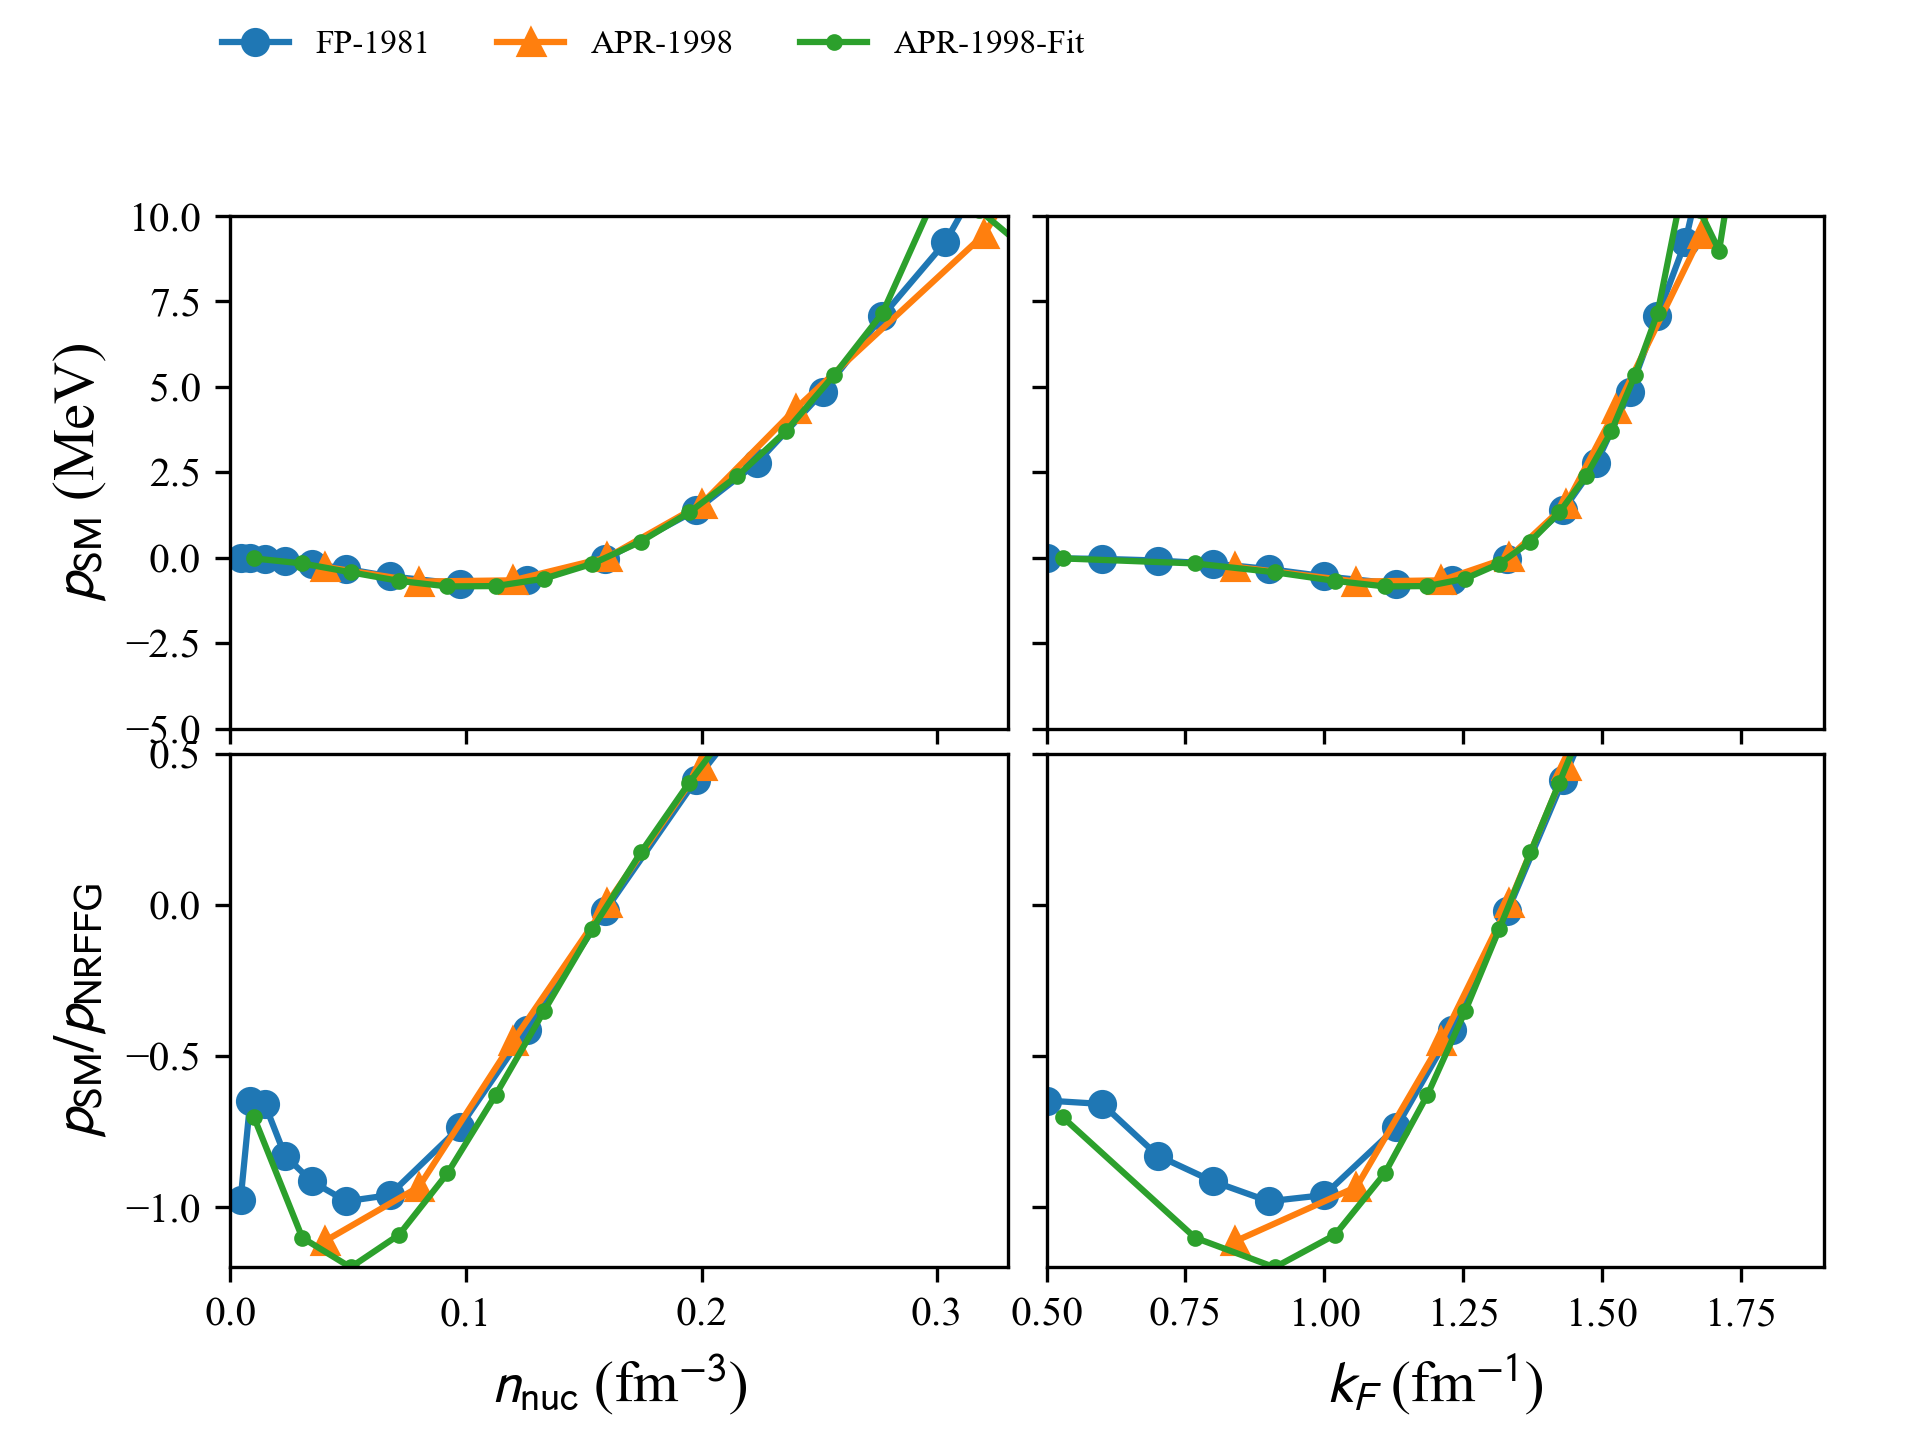 FP-1981 APR-1998 APR-1998-Fit
10.0
7.5
5.0
2.5
0.0
−2.5
−5.0
p_SM (MeV)
0.5
0.0
−0.5
−1.0
p_SM/p_NRFFG
0.0 0.1 0.2 0.3
n_nuc (fm⁻³)
0.50 0.75 1.00 1.25 1.50 1.75
k_F (fm⁻¹)